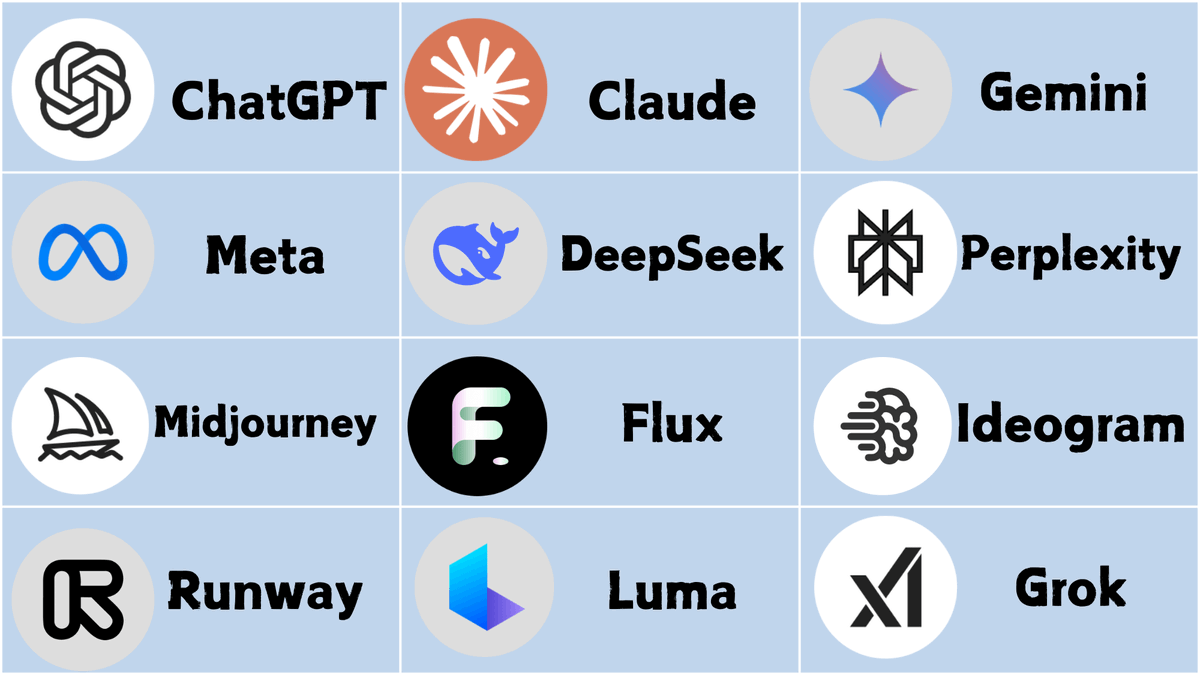 ChatGPT
Claude
Gemini
Meta
DeepSeek
Perplexity
Midjourney
Flux
Ideogram
Runway
Luma
Grok